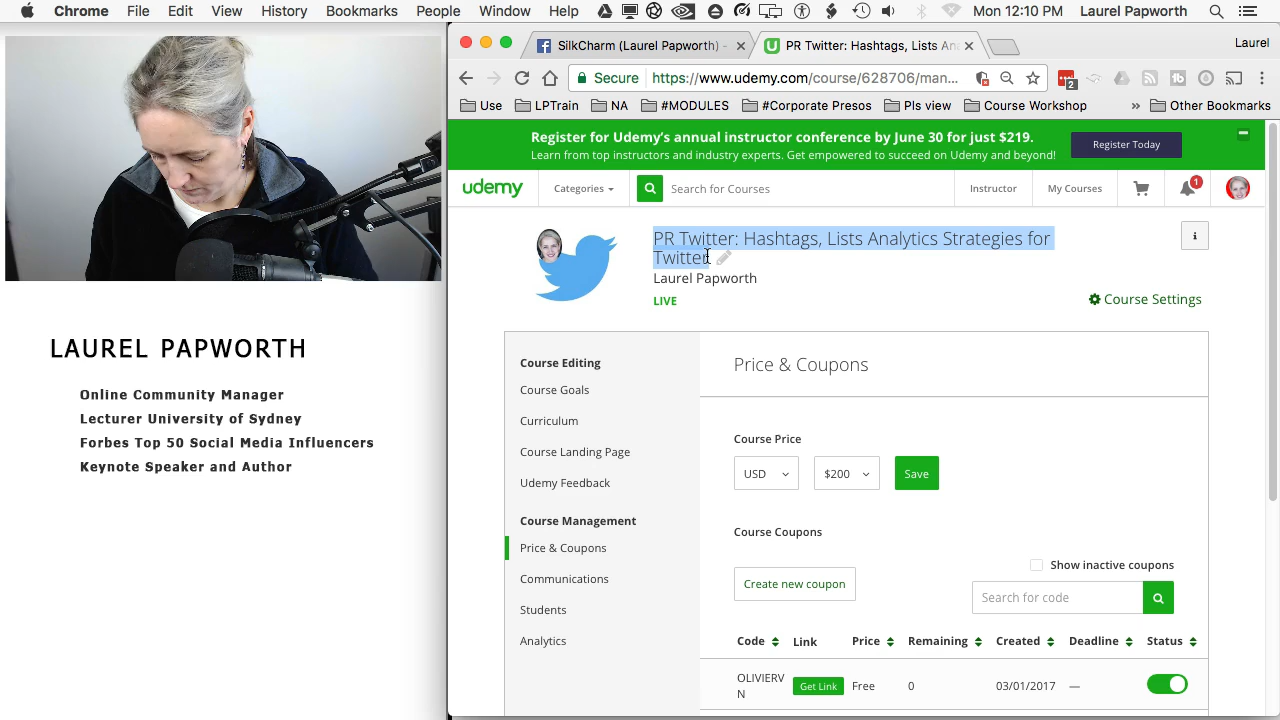 Chrome File Edit View History Bookmarks People Window Help Mon 12:10 PM Laurel Papworth
SilkCharm (Laurel Papworth) - PR Twitter: Hashtags, Lists An Laurel
Secure https://www.udemy.com/course/628706/man...
2
Use LPTrain NA #MODULES #Corporate Presos PIs view Course Workshop » Other Bookmarks
Register for Udemy's annual instructor conference by June 30 for just $219.
Learn from top instructors and industry experts. Get empowered to succeed on Udemy and beyond!
Register Today
udemy Categories Search for Courses Instructor My Courses 1
PR Twitter: Hashtags, Lists Analytics Strategies for
Twitter
Laurel Papworth
LIVE
Course Settings
LAUREL PAPWORTH
Online Community Manager
Lecturer University of Sydney
Forbes Top 50 Social Media Influencers
Keynote Speaker and Author
Course Editing
Course Goals
Curriculum
Course Landing Page
Udemy Feedback
Course Management
Price & Coupons
Communications
Students
Analytics
Price & Coupons
Course Price
USD $200 Save
Course Coupons
Show inactive coupons
Create new coupon
Search for code
Code Link Price Remaining Created Deadline Status
OLIVIERV
N
Get Link Free 0 03/01/2017 —